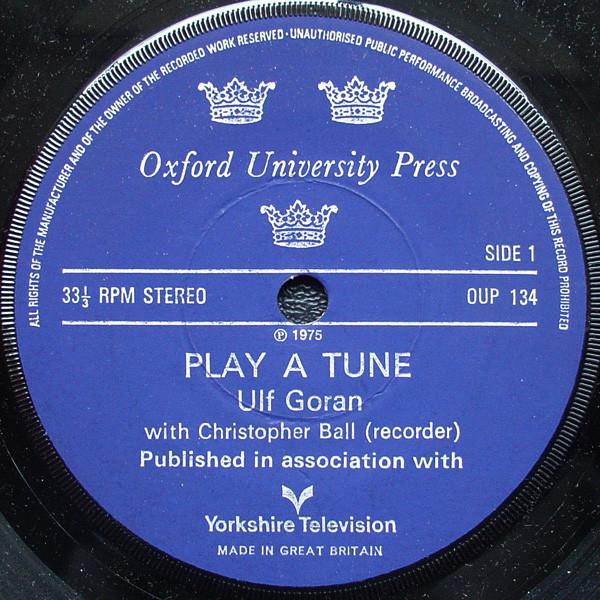 ALL RIGHTS OF THE MANUFACTURER AND OF THE OWNER OF THE RECORDED WORK RESERVED · UNAUTHORISED PUBLIC PERFORMANCE BROADCASTING AND COPYING OF THIS RECORD PROHIBITED
Oxford University Press
SIDE 1
33⅓ RPM STEREO
OUP 134
℗ 1975
PLAY A TUNE
Ulf Goran
with Christopher Ball (recorder)
Published in association with
Yorkshire Television
MADE IN GREAT BRITAIN